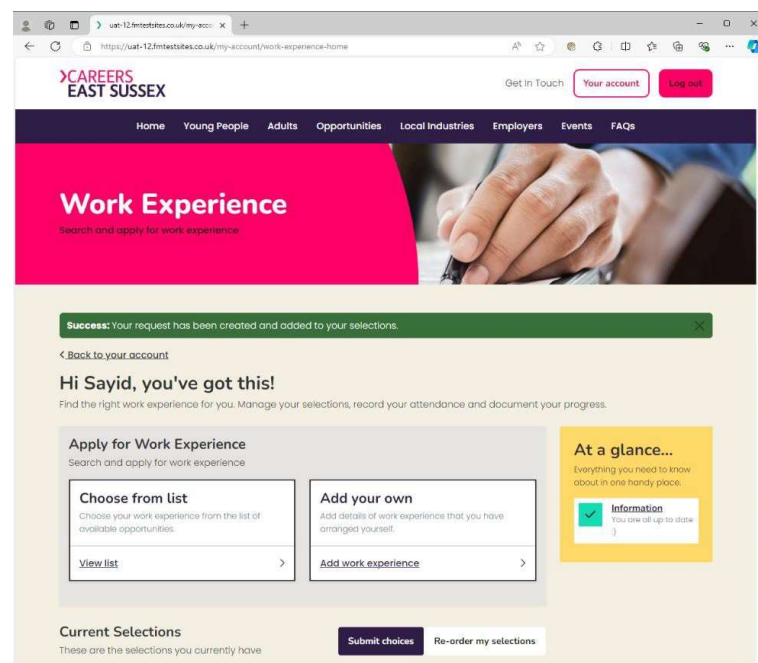 uat-12.fmtestsites.co.uk/my-acco
https://uat-12.fmtestsites.co.uk/my-account/work-experience-home
CAREERS
EAST SUSSEX
Get In Touch Your account Log out
Home Young People Adults Opportunities Local Industries Employers Events FAQs
Work Experience
Search and apply for work experience
Success: Your request has been created and added to your selections.
Back to your account
Hi Sayid, you've got this!
Find the right work experience for you. Manage your selections, record your attendance and document your progress.
Apply for Work Experience
Search and apply for work experience
Choose from list
Choose your work experience from the list of
available opportunities.
View list
Add your own
Add details of work experience that you have
arranged yourself.
Add work experience
At a glance...
Everything you need to know
about in one handy place.
Information
You are all up to date
:)
Current Selections
These are the selections you currently have
Submit choices Re-order my selections